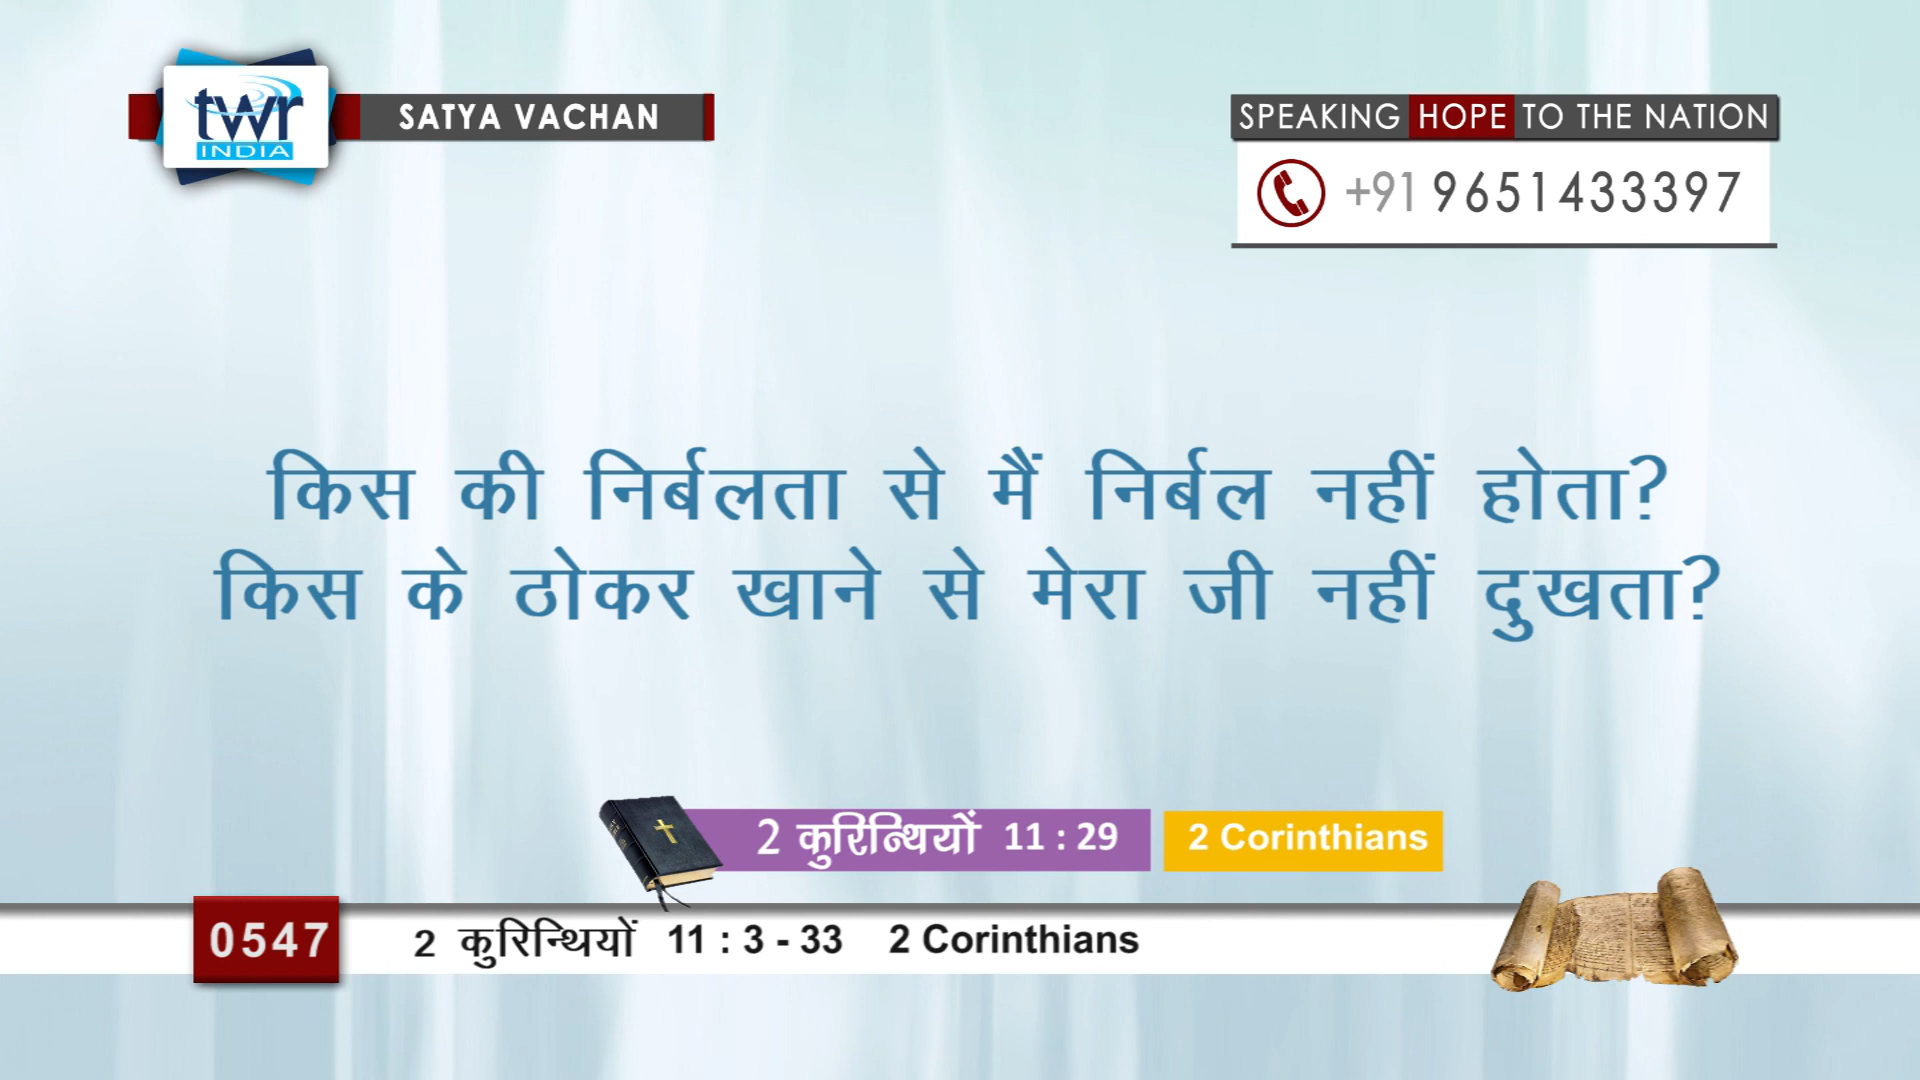 twr
INDIA
SATYA VACHAN
SPEAKING HOPE TO THE NATION
+91 9651433397
किस की निर्बलता से मैं निर्बल नहीं होता?
किस के ठोकर खाने से मेरा जी नहीं दुखता?
2 कुरिन्थियों 11 : 29 2 Corinthians
0547 2 कुरिन्थियों 11 : 3 - 33 2 Corinthians